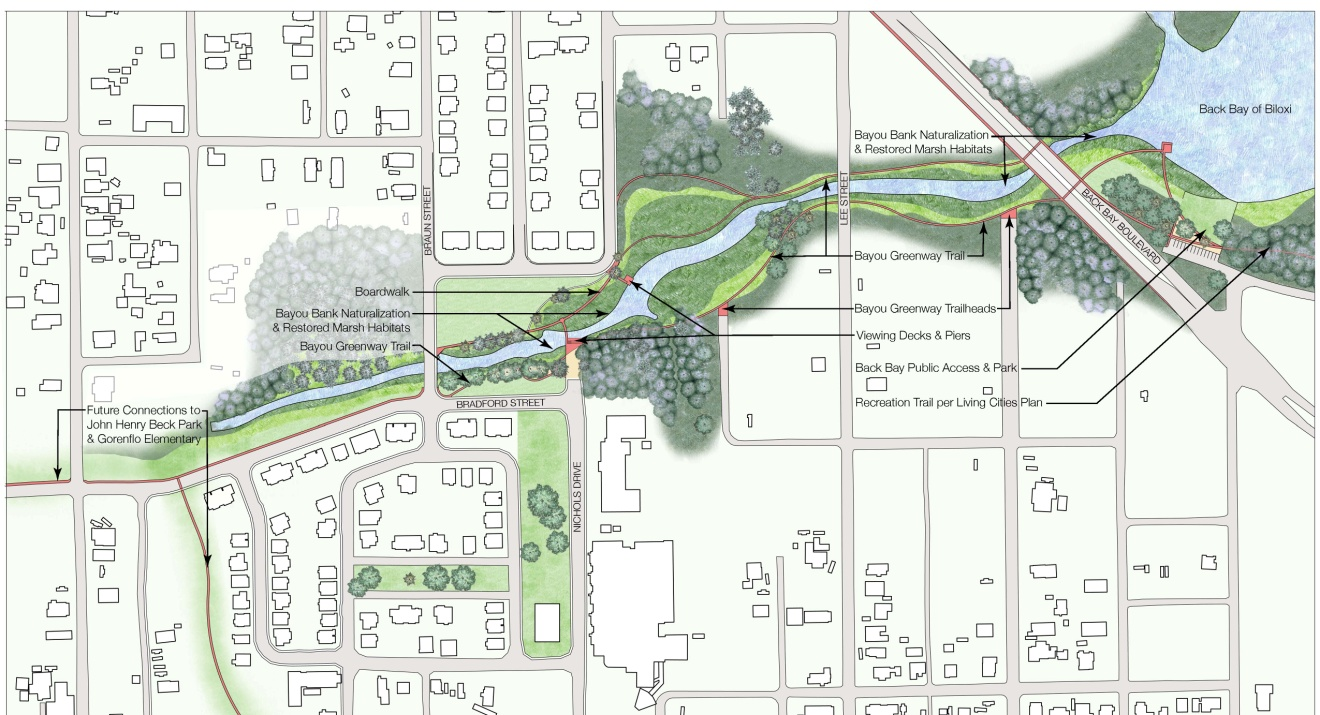 Back Bay of Biloxi
Bayou Bank Naturalization
& Restored Marsh Habitats
BRAUN STREET
LEE STREET
BACK BAY BOULEVARD
Bayou Greenway Trail
Boardwalk
Bayou Bank Naturalization
& Restored Marsh Habitats
Bayou Greenway Trail
Bayou Greenway Trailheads
Viewing Decks & Piers
Back Bay Public Access & Park
Recreation Trail per Living Cities Plan
BRADFORD STREET
Future Connections to
John Henry Beck Park
& Gorenflo Elementary
NICHOLS DRIVE